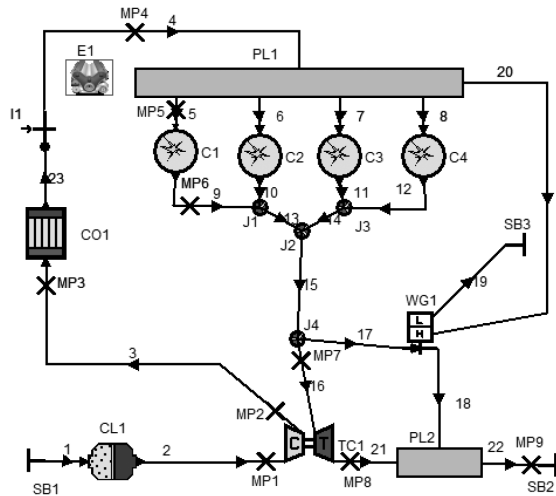 MP4 4
E1
PL1
20
I1
MP5 5 6 7 8
C1 C2 C3 C4
MP6
23 9 10 11 12
J1 13 14 J3
J2
CO1
SB3
MP3
15 WG1 19
L
H
J4 17
MP7
3 16
18
MP2
CL1
C T TC1 PL2
1 2 21 22 MP9
SB1 MP1 MP8 SB2